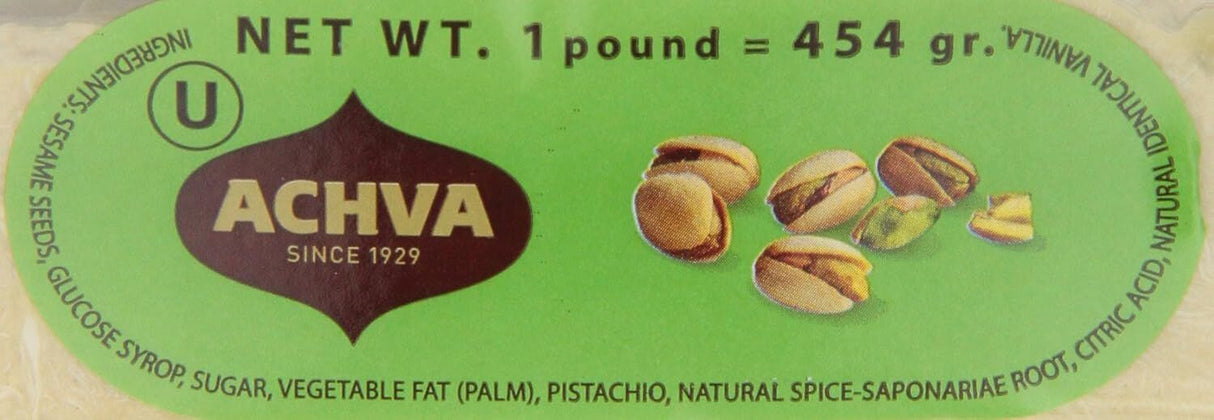 NET WT. 1 pound = 454 gr.
U
ACHVA
SINCE 1929
INGREDIENTS: SESAME SEEDS, GLUCOSE SYROP, SUGAR, VEGETABLE FAT (PALM), PISTACHIO, NATURAL SPICE-SAPONARIAE ROOT, CITRIC ACID, NATURAL IDENTICAL VANILLA.